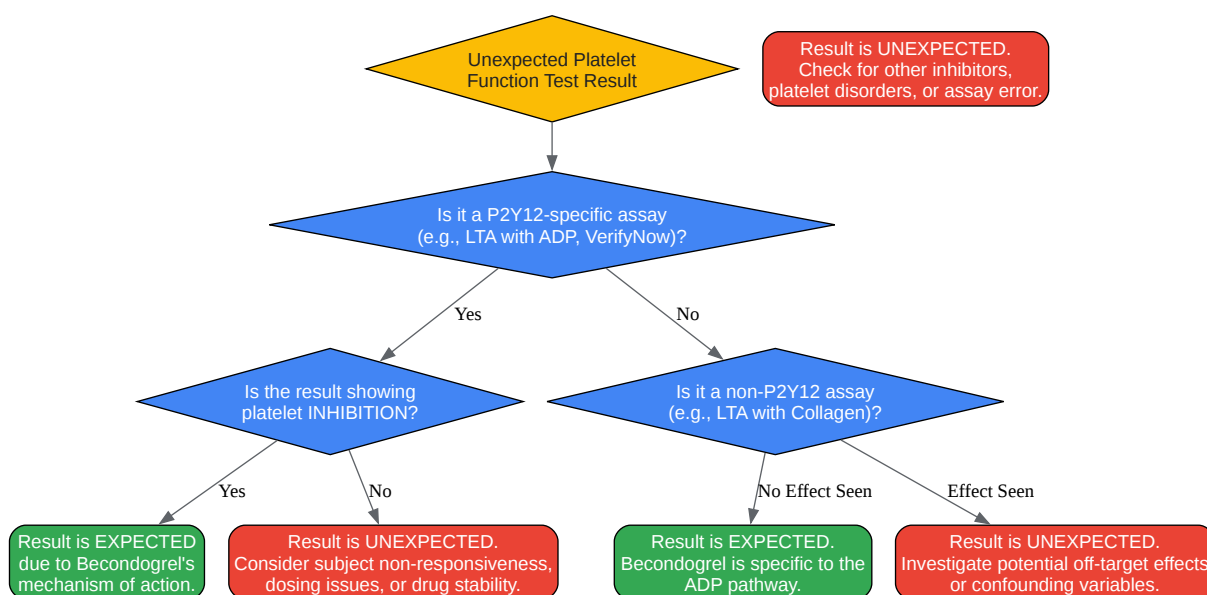 Unexpected Platelet
Function Test Result
Result is UNEXPECTED.
Check for other inhibitors,
platelet disorders, or assay error.
Is it a P2Y12-specific assay
(e.g., LTA with ADP, VerifyNow)?
Yes
No
Is the result showing
platelet INHIBITION?
Is it a non-P2Y12 assay
(e.g., LTA with Collagen)?
Yes
No
No Effect Seen
Effect Seen
Result is EXPECTED
due to Becondogrel's
mechanism of action.
Result is UNEXPECTED.
Consider subject non-responsiveness,
dosing issues, or drug stability.
Result is EXPECTED.
Becondogrel is specific to the
ADP pathway.
Result is UNEXPECTED.
Investigate potential off-target effects
or confounding variables.